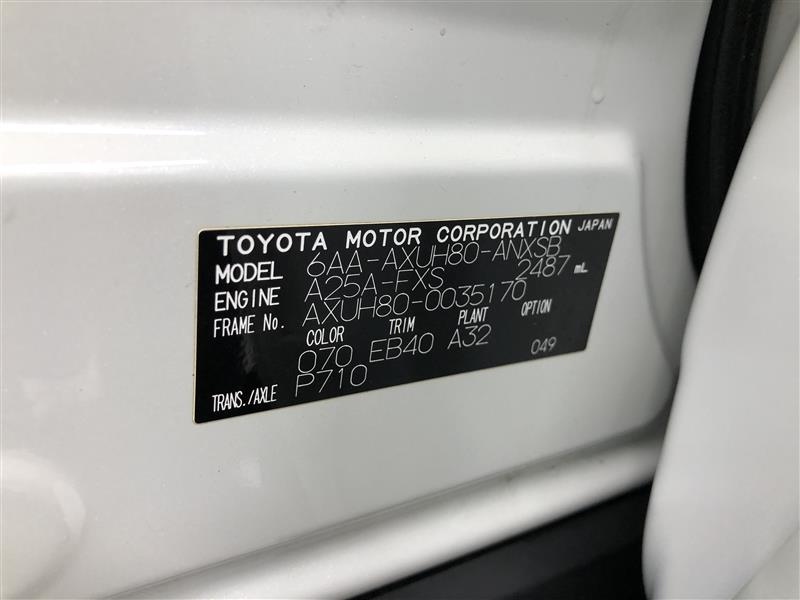 TOYOTA MOTOR CORPORATION JAPAN
MODEL 6AA-AXUH80-ANXSB
ENGINE A25A-FXS 2487 mL
FRAME No. AXUH80-0035170
COLOR TRIM PLANT OPTION
070 EB40 A32 049
TRANS./AXLE P710